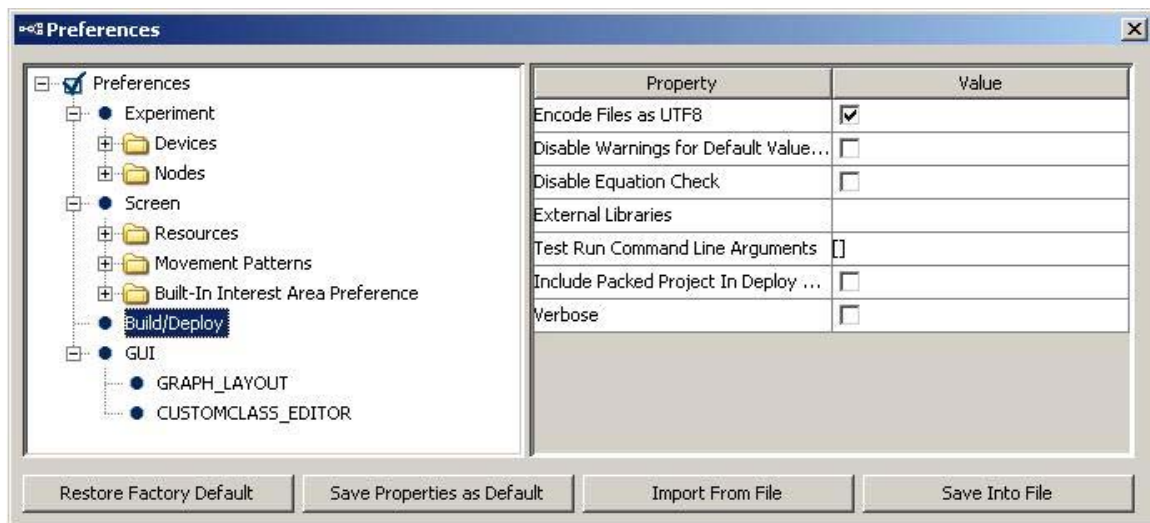 Preferences
Preferences
Experiment
Devices
Nodes
Screen
Resources
Movement Patterns
Built-In Interest Area Preference
Build/Deploy
GUI
GRAPH_LAYOUT
CUSTOMCLASS_EDITOR
Property Value
Encode Files as UTF8
Disable Warnings for Default Value...
Disable Equation Check
External Libraries
Test Run Command Line Arguments []
Include Packed Project In Deploy ...
Verbose
Restore Factory Default Save Properties as Default Import From File Save Into File